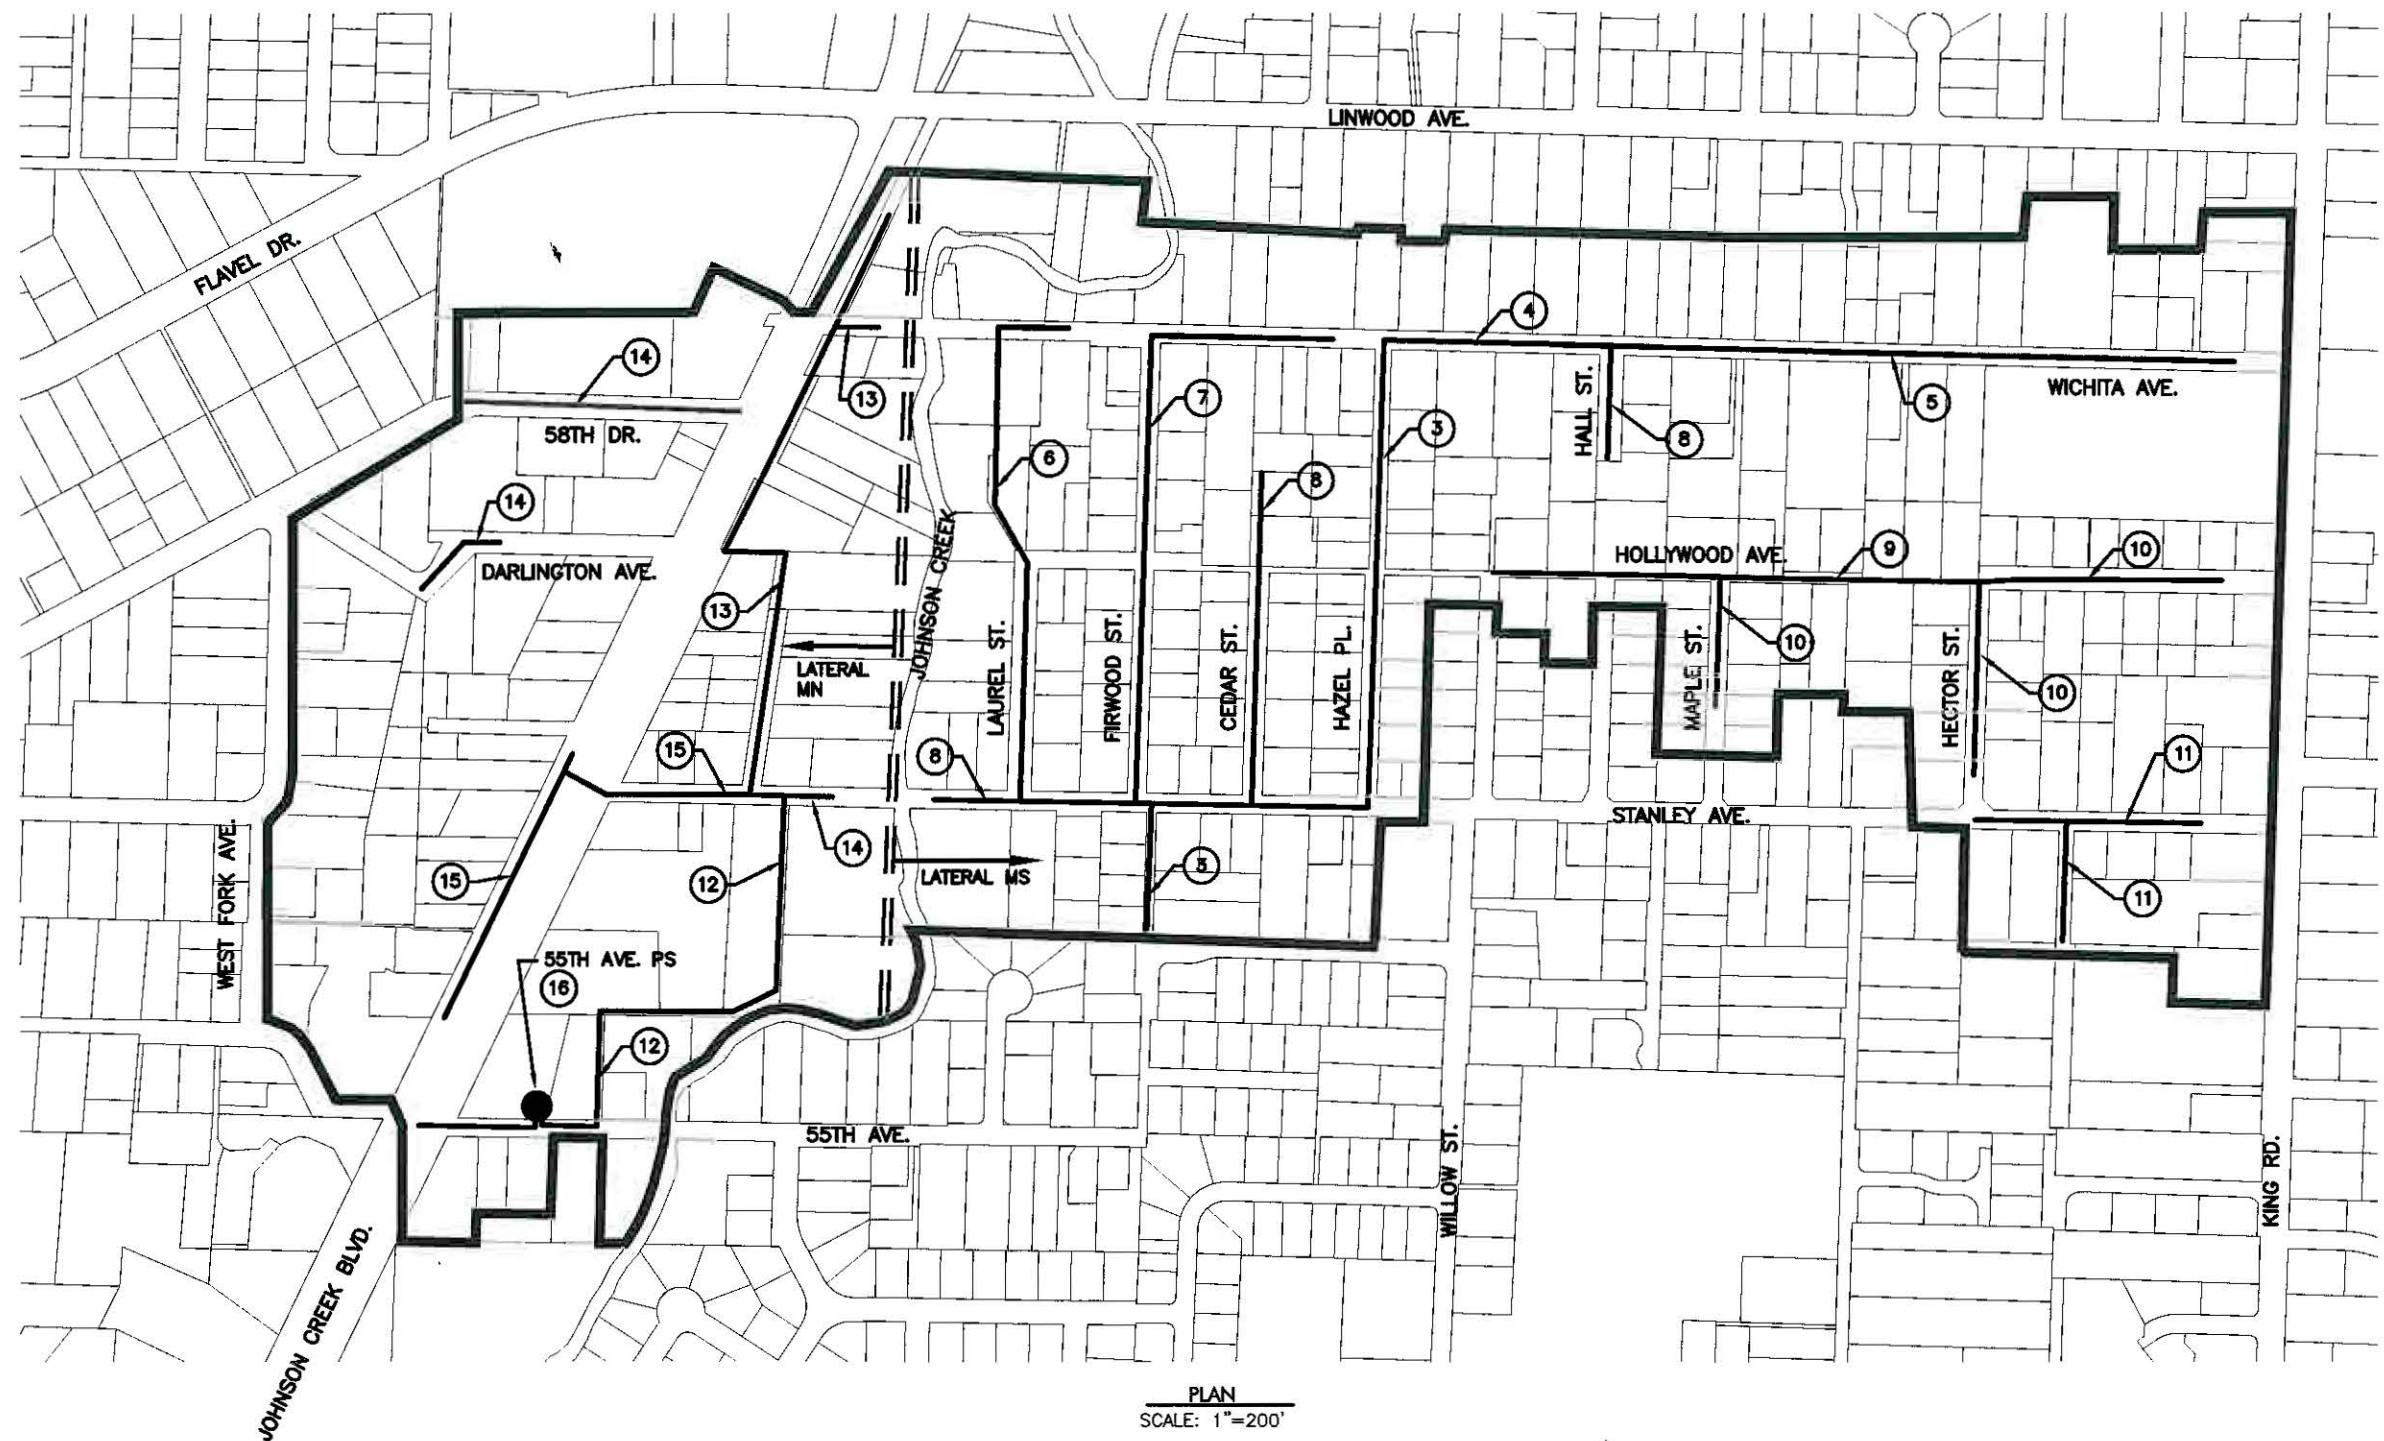 LINWOOD AVE.
FLAVEL DR.
4
14
13
7
5
WICHITA AVE.
HALL ST.
58TH DR.
3
8
6
8
14
JOHNSON CREEK
HOLLYWOOD AVE.
9
10
DARLINGTON AVE.
13
LATERAL
MN
LAUREL ST.
FIRWOOD ST.
CEDAR ST.
HAZEL PL.
MAPLE ST.
10
HECTOR ST.
10
15
8
11
STANLEY AVE.
14
WEST FORK AVE.
15
12
LATERAL MS
3
11
55TH AVE. PS
16
12
55TH AVE.
WILLOW ST.
KING RD.
JOHNSON CREEK BLVD.
PLAN
SCALE: 1"=200'